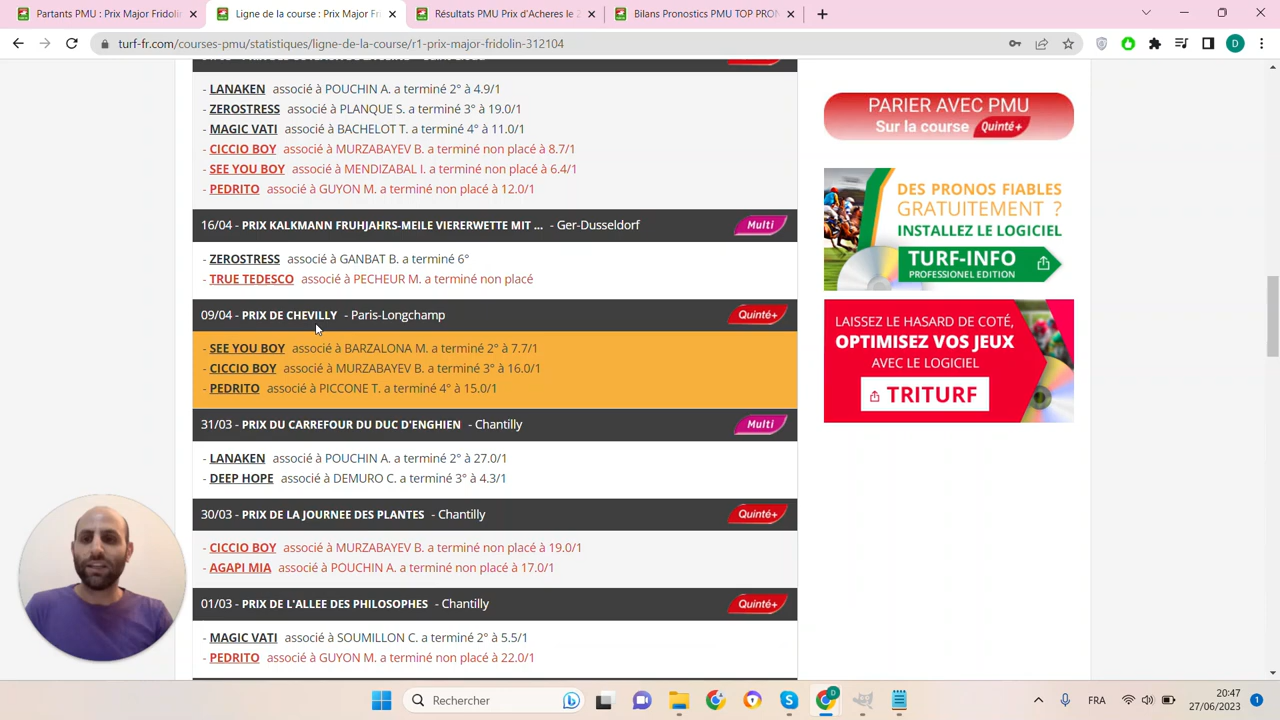 Partants PMU : Prix Major Fridolin
Ligne de la course : Prix Major Fr
Résultats PMU Prix d'Acheres le 2
Bilans Pronostics PMU TOP PRON
turf-fr.com/courses-pmu/statistiques/ligne-de-la-course/r1-prix-major-fridolin-312104
D
- LANAKEN associé à POUCHIN A. a terminé 2° à 4.9/1
- ZEROSTRESS associé à PLANQUE S. a terminé 3° à 19.0/1
- MAGIC VATI associé à BACHELOT T. a terminé 4° à 11.0/1
- CICCIO BOY associé à MURZABAYEV B. a terminé non placé à 8.7/1
- SEE YOU BOY associé à MENDIZABAL I. a terminé non placé à 6.4/1
- PEDRITO associé à GUYON M. a terminé non placé à 12.0/1
16/04 - PRIX KALKMANN FRUHJAHRS-MEILE VIERERWETTE MIT ... - Ger-Dusseldorf Multi
- ZEROSTRESS associé à GANBAT B. a terminé 6°
- TRUE TEDESCO associé à PECHEUR M. a terminé non placé
09/04 - PRIX DE CHEVILLY - Paris-Longchamp Quinté+
- SEE YOU BOY associé à BARZALONA M. a terminé 2° à 7.7/1
- CICCIO BOY associé à MURZABAYEV B. a terminé 3° à 16.0/1
- PEDRITO associé à PICCONE T. a terminé 4° à 15.0/1
31/03 - PRIX DU CARREFOUR DU DUC D'ENGHIEN - Chantilly Multi
- LANAKEN associé à POUCHIN A. a terminé 2° à 27.0/1
- DEEP HOPE associé à DEMURO C. a terminé 3° à 4.3/1
30/03 - PRIX DE LA JOURNEE DES PLANTES - Chantilly Quinté+
- CICCIO BOY associé à MURZABAYEV B. a terminé non placé à 19.0/1
- AGAPI MIA associé à POUCHIN A. a terminé non placé à 17.0/1
01/03 - PRIX DE L'ALLEE DES PHILOSOPHES - Chantilly Quinté+
- MAGIC VATI associé à SOUMILLON C. a terminé 2° à 5.5/1
- PEDRITO associé à GUYON M. a terminé non placé à 22.0/1
PARIER AVEC PMU
Sur la course Quinté+
DES PRONOS FIABLES
GRATUITEMENT ?
INSTALLEZ LE LOGICIEL
TURF-INFO
PROFESSIONEL EDITION
LAISSEZ LE HASARD DE COTÉ,
OPTIMISEZ VOS JEUX
AVEC LE LOGICIEL
TRITURF
Rechercher
D
FRA
20:47
27/06/2023
1